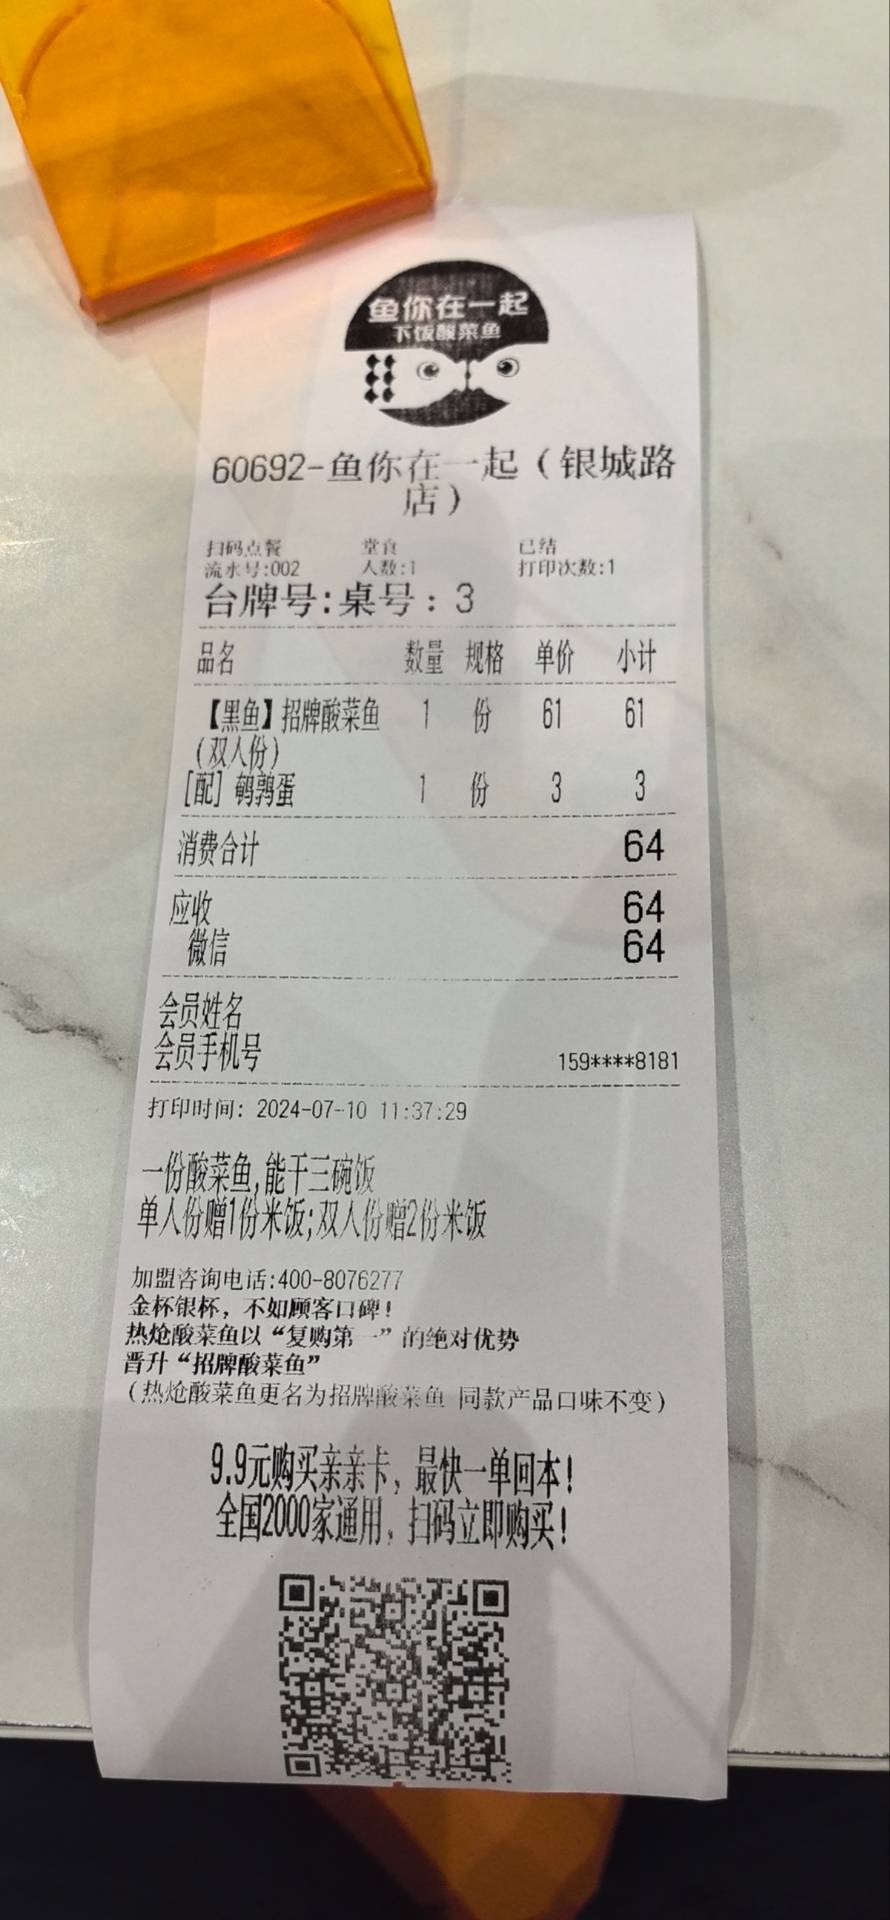 鱼你在一起
下饭酸菜鱼
60692-鱼你在一起（银城路
店）
扫码点餐 堂食 已结
流水号:002 人数:1 打印次数:1
台牌号:桌号：3
品名 数量 规格 单价 小计
【黑鱼】招牌酸菜鱼 1 份 61 61
（双人份）
[配] 鹌鹑蛋 1 份 3 3
消费合计 64
应收 64
微信 64
会员姓名
会员手机号 159****8181
打印时间: 2024-07-10 11:37:29
一份酸菜鱼,能干三碗饭
单人份赠1份米饭;双人份赠2份米饭
加盟咨询电话:400-8076277
金杯银杯，不如顾客口碑！
热炝酸菜鱼以“复购第一”的绝对优势
晋升“招牌酸菜鱼”
（热炝酸菜鱼更名为招牌酸菜鱼 同款产品口味不变）
9.9元购买亲亲卡，最快一单回本！
全国2000家通用，扫码立即购买！